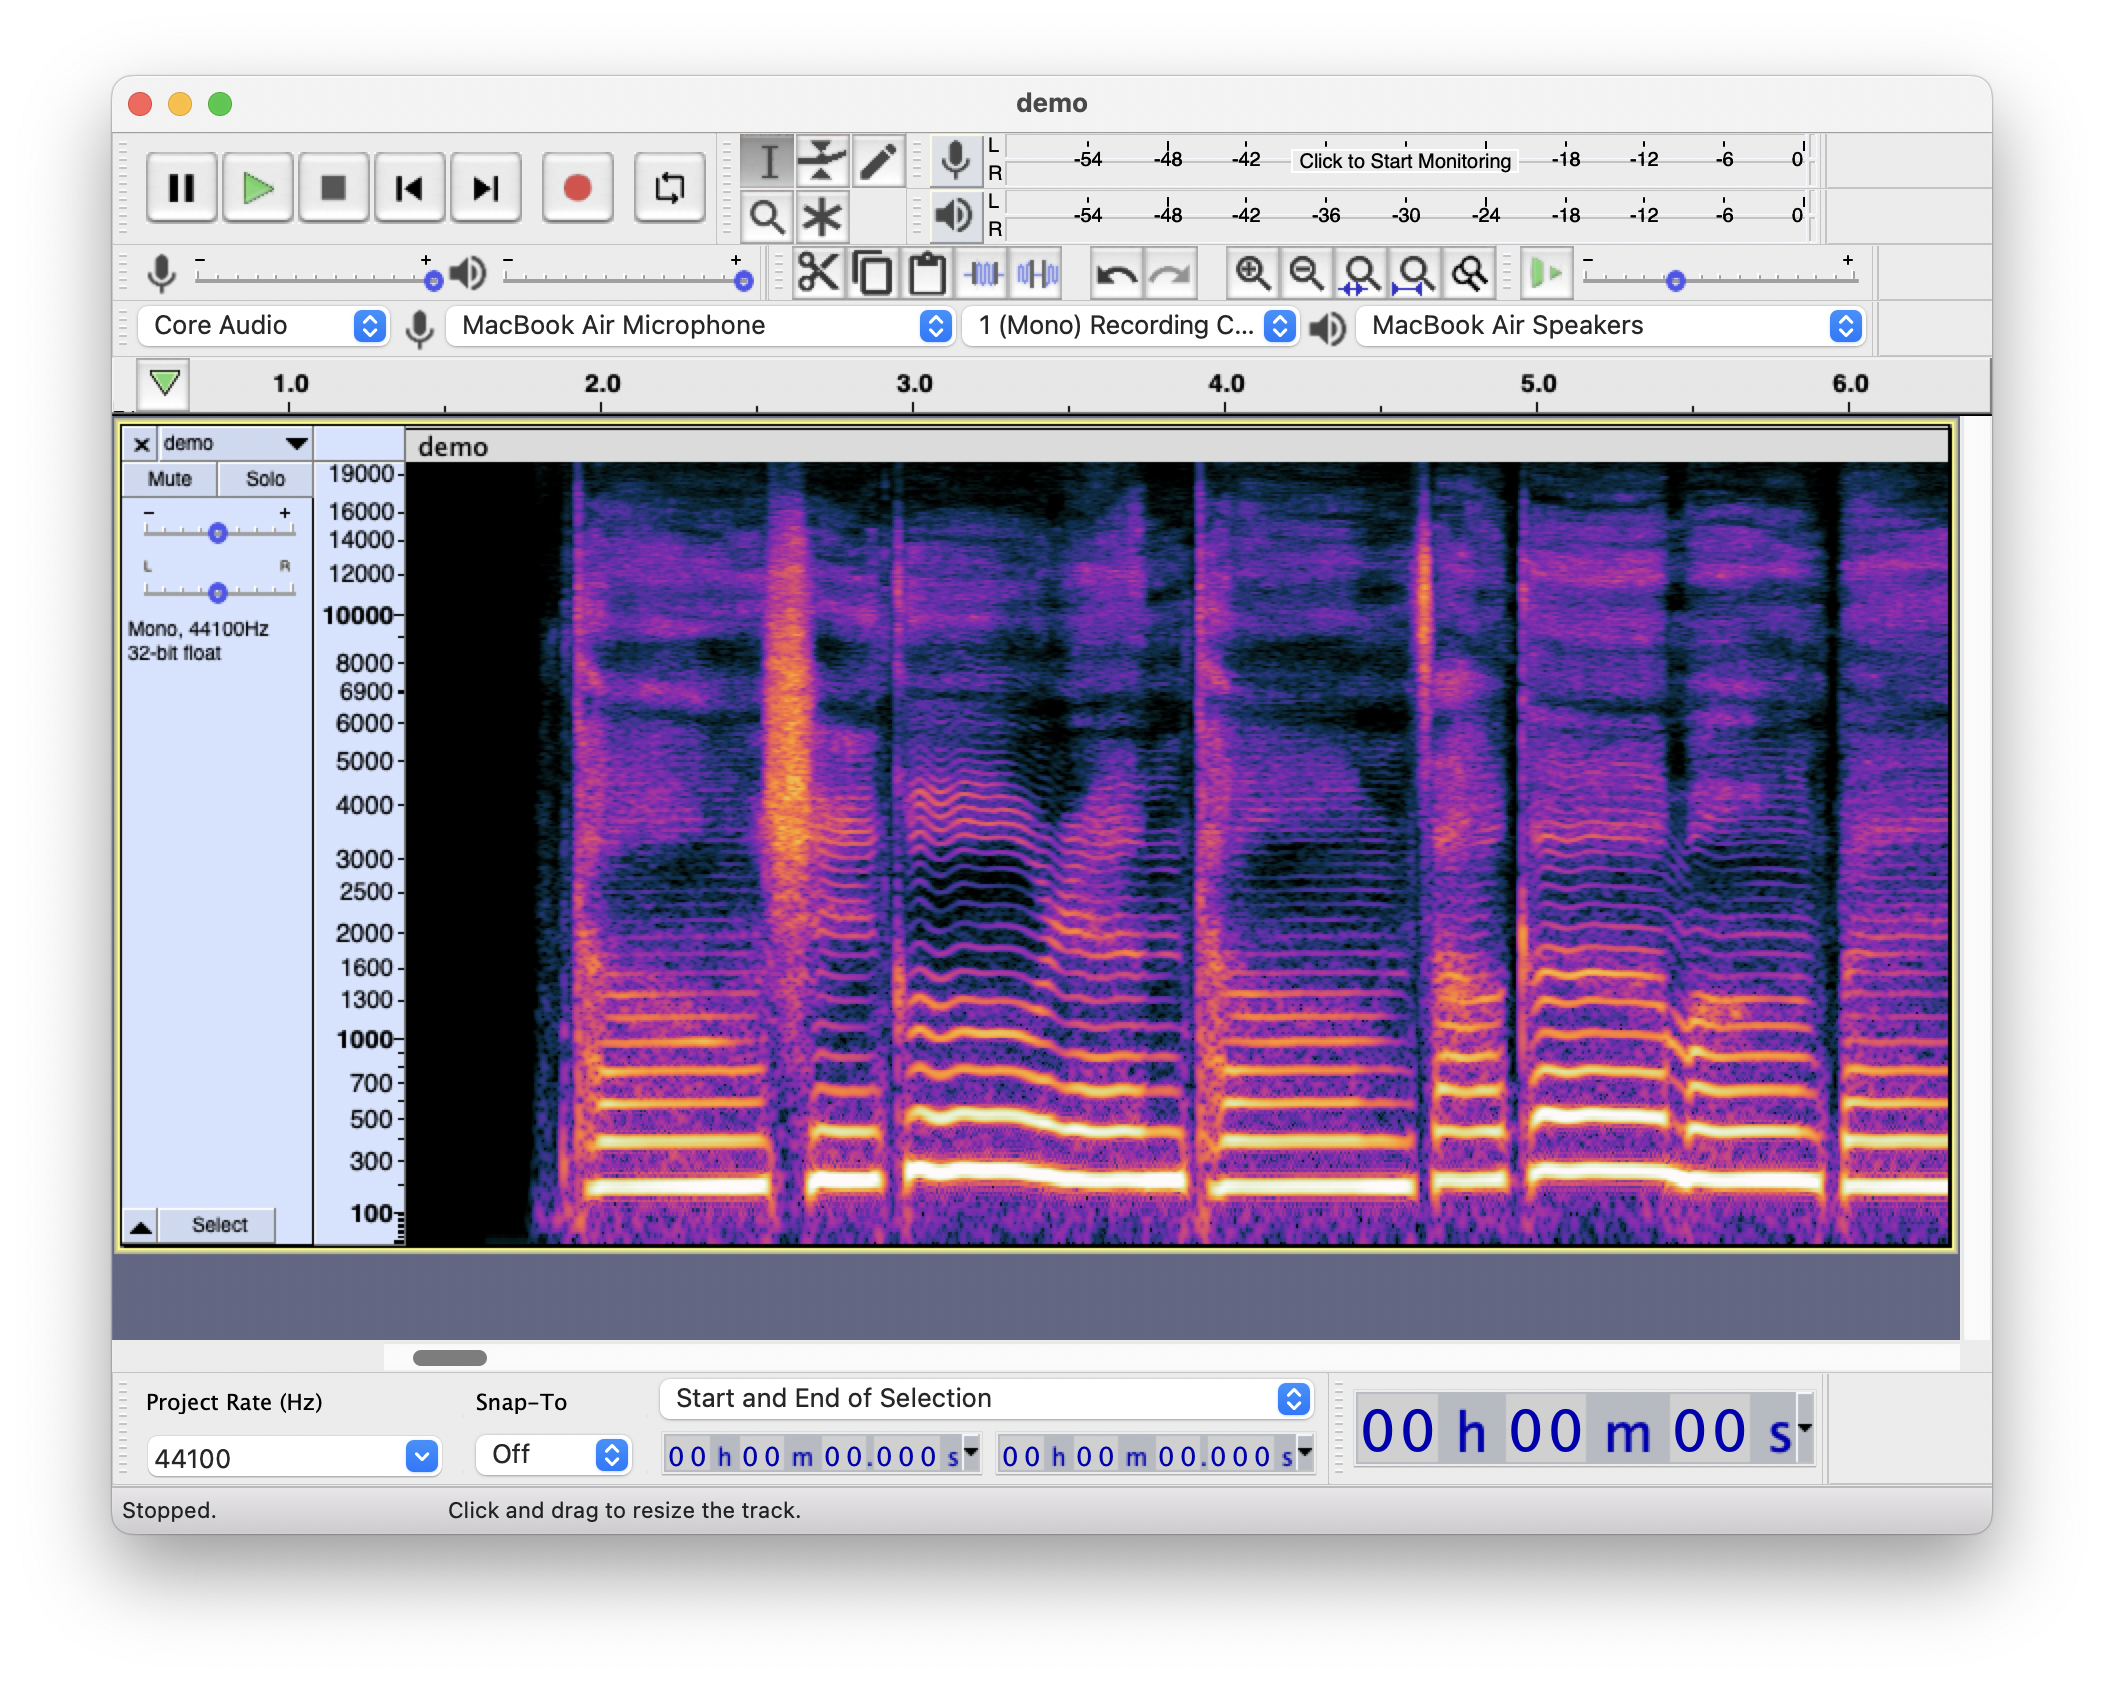 demo
L
R
-54 -48 -42 Click to Start Monitoring -18 -12 -6 0
L
R
-54 -48 -42 -36 -30 -24 -18 -12 -6 0
- + - + - +
Core Audio MacBook Air Microphone 1 (Mono) Recording C... MacBook Air Speakers
1.0 2.0 3.0 4.0 5.0 6.0
demo demo
Mute Solo
- +
L R
Mono, 44100Hz
32-bit float
Select
19000
16000
14000
12000
10000
8000
6900
6000
5000
4000
3000
2500
2000
1600
1300
1000
700
500
300
100
Project Rate (Hz) Snap-To Start and End of Selection
44100 Off 00 h 00 m 00.000 s 00 h 00 m 00.000 s 00 h 00 m 00 s
Stopped. Click and drag to resize the track.